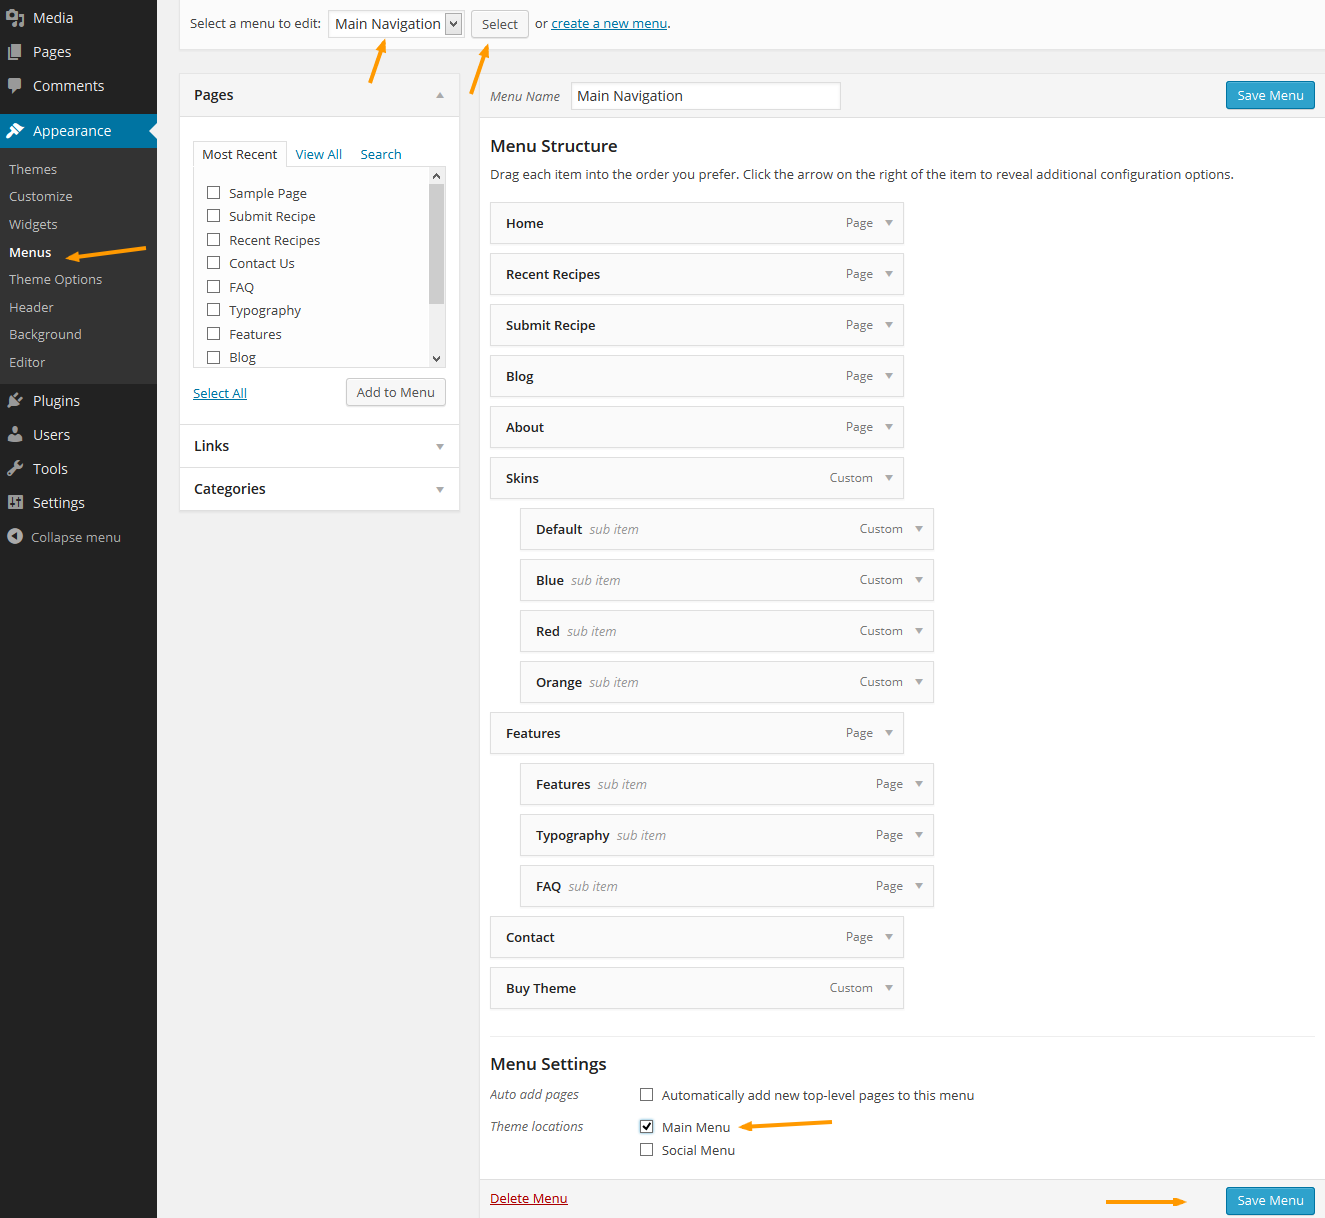 Media
Pages
Comments
Appearance
Themes
Customize
Widgets
Menus
Theme Options
Header
Background
Editor
Plugins
Users
Tools
Settings
Collapse menu
Select a menu to edit: Main Navigation Select or create a new menu.
Pages
Most Recent View All Search
Sample Page
Submit Recipe
Recent Recipes
Contact Us
FAQ
Typography
Features
Blog
Select All Add to Menu
Links
Categories
Menu Name Main Navigation Save Menu
Menu Structure
Drag each item into the order you prefer. Click the arrow on the right of the item to reveal additional configuration options.
Home Page
Recent Recipes Page
Submit Recipe Page
Blog Page
About Page
Skins Custom
Default sub item Custom
Blue sub item Custom
Red sub item Custom
Orange sub item Custom
Features Page
Features sub item Page
Typography sub item Page
FAQ sub item Page
Contact Page
Buy Theme Custom
Menu Settings
Auto add pages Automatically add new top-level pages to this menu
Theme locations Main Menu
Social Menu
Delete Menu Save Menu